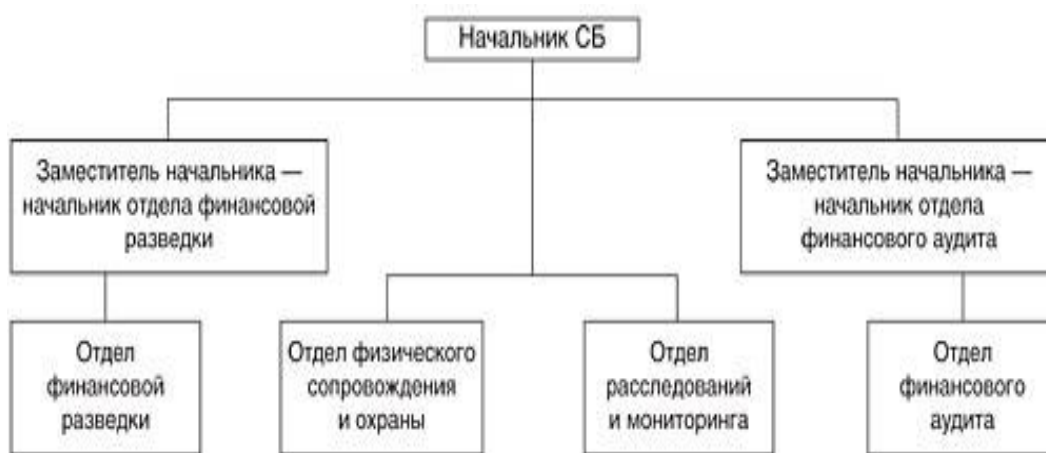 Начальник СБ
Заместитель начальника —
начальник отдела финансовой
разведки
Заместитель начальника —
начальник отдела
финансового аудита
Отдел
финансовой
разведки
Отдел физического
сопровождения
и охраны
Отдел
расследований
и мониторинга
Отдел
финансового
аудита